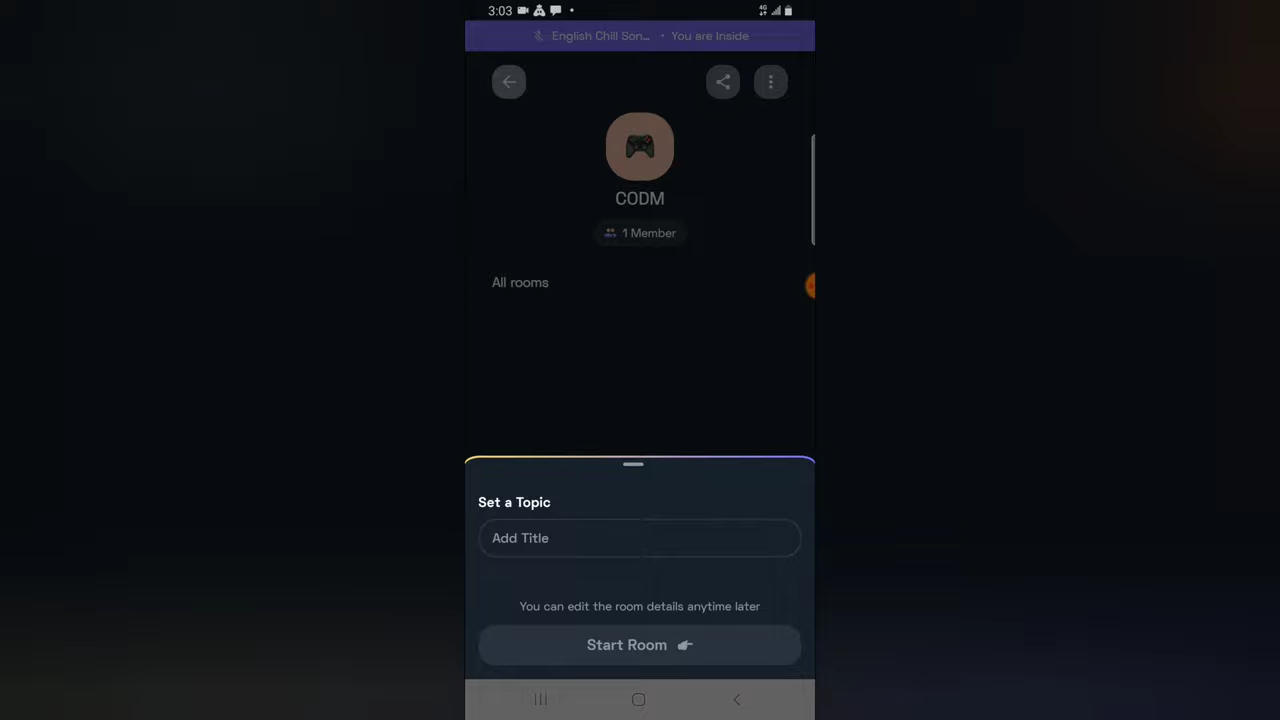 3:03
4G
English Chill Son... • You are Inside
CODM
1 Member
All rooms
Set a Topic
Add Title
You can edit the room details anytime later
Start Room